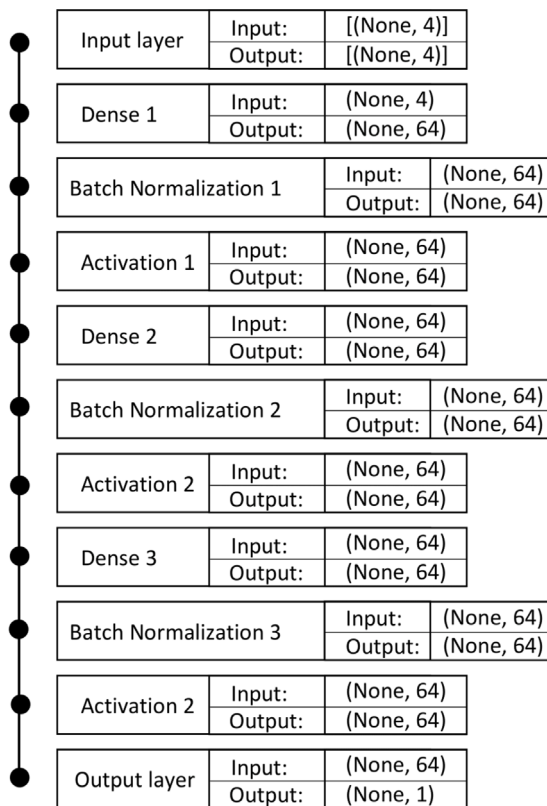 Input layer Input: [(None, 4)]
Output: [(None, 4)]
Dense 1 Input: (None, 4)
Output: (None, 64)
Batch Normalization 1 Input: (None, 64)
Output: (None, 64)
Activation 1 Input: (None, 64)
Output: (None, 64)
Dense 2 Input: (None, 64)
Output: (None, 64)
Batch Normalization 2 Input: (None, 64)
Output: (None, 64)
Activation 2 Input: (None, 64)
Output: (None, 64)
Dense 3 Input: (None, 64)
Output: (None, 64)
Batch Normalization 3 Input: (None, 64)
Output: (None, 64)
Activation 2 Input: (None, 64)
Output: (None, 64)
Output layer Input: (None, 64)
Output: (None, 1)